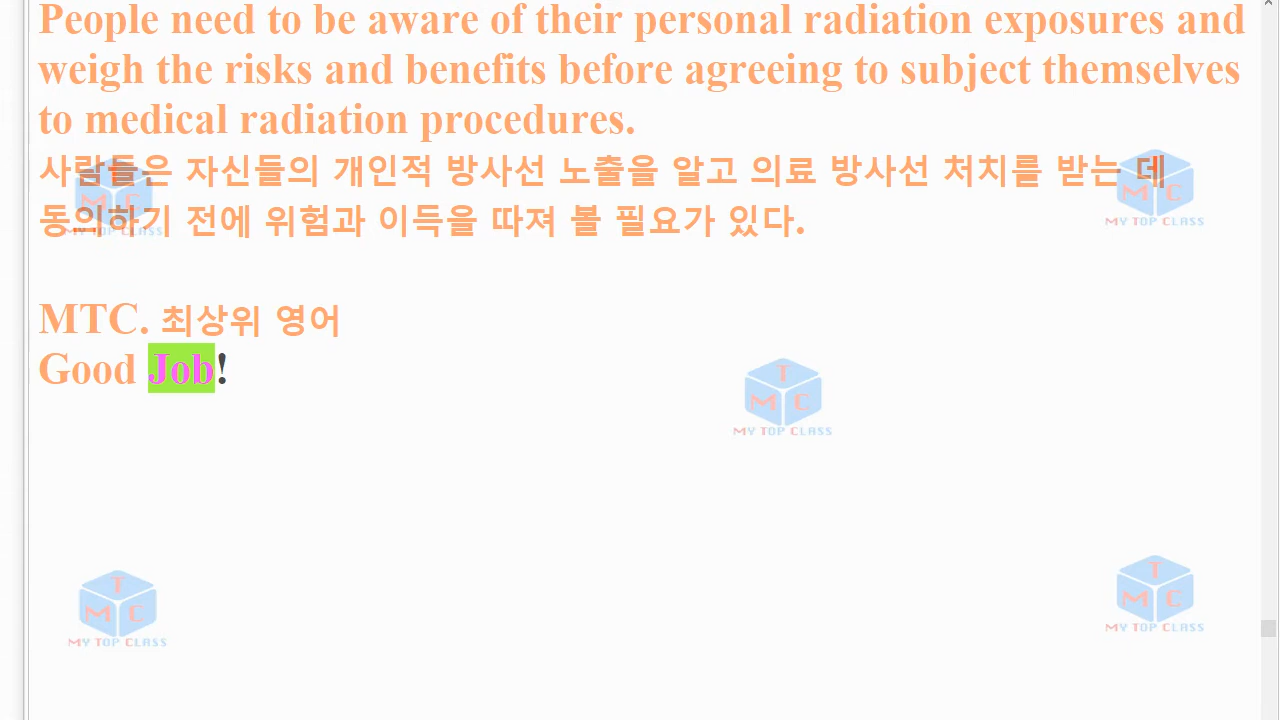 People need to be aware of their personal radiation exposures and
weigh the risks and benefits before agreeing to subject themselves
to medical radiation procedures.
사람들은 자신들의 개인적 방사선 노출을 알고 의료 방사선 처치를 받는 데
동의하기 전에 위험과 이득을 따져 볼 필요가 있다.
MTC. 최상위 영어
Good Job!
T
M C
MY TOP CLASS
T
M C
MY TOP CLASS
T
M C
MY TOP CLASS
T
M C
MY TOP CLASS
T
M C
MY TOP CLASS